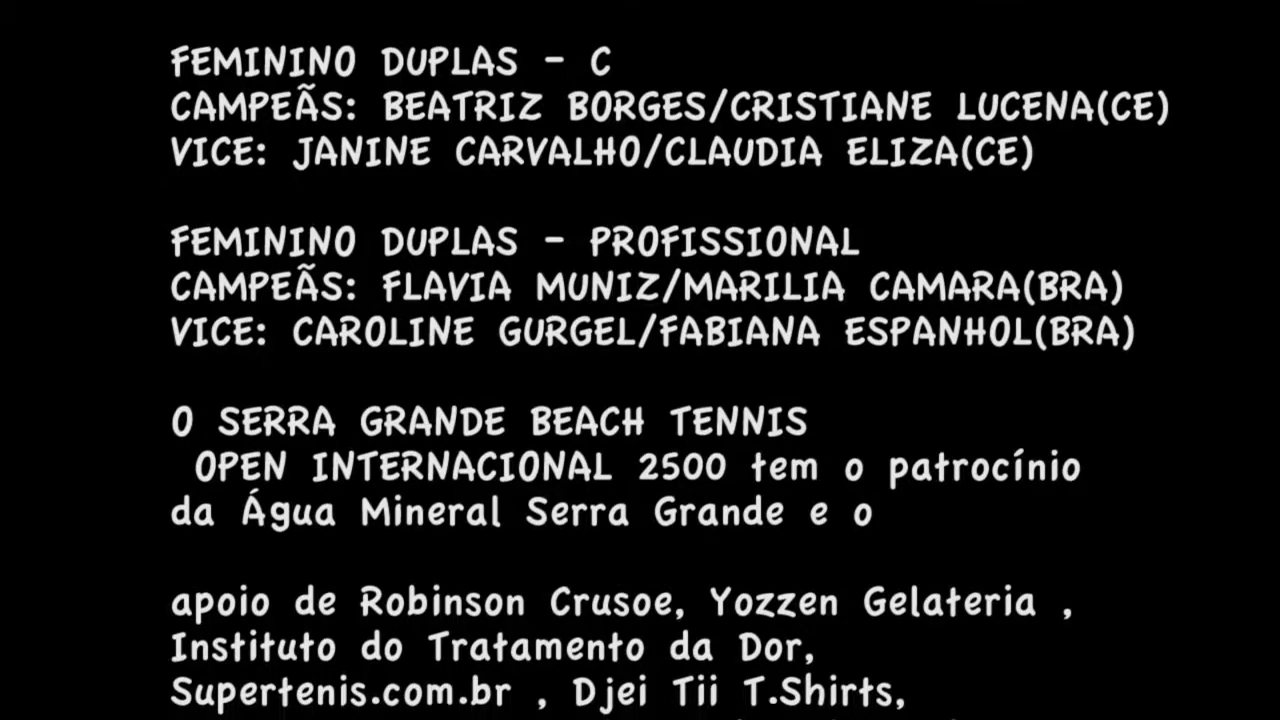 FEMININO DUPLAS - C
CAMPEÃS: BEATRIZ BORGES/CRISTIANE LUCENA(CE)
VICE: JANINE CARVALHO/CLAUDIA ELIZA(CE)
FEMININO DUPLAS - PROFISSIONAL
CAMPEÃS: FLAVIA MUNIZ/MARILIA CAMARA(BRA)
VICE: CAROLINE GURGEL/FABIANA ESPANHOL(BRA)
O SERRA GRANDE BEACH TENNIS
OPEN INTERNACIONAL 2500 tem o patrocínio
da Água Mineral Serra Grande e o
apoio de Robinson Crusoe, Yozzen Gelateria ,
Instituto do Tratamento da Dor,
Supertenis.com.br , Djei Tii T.Shirts,